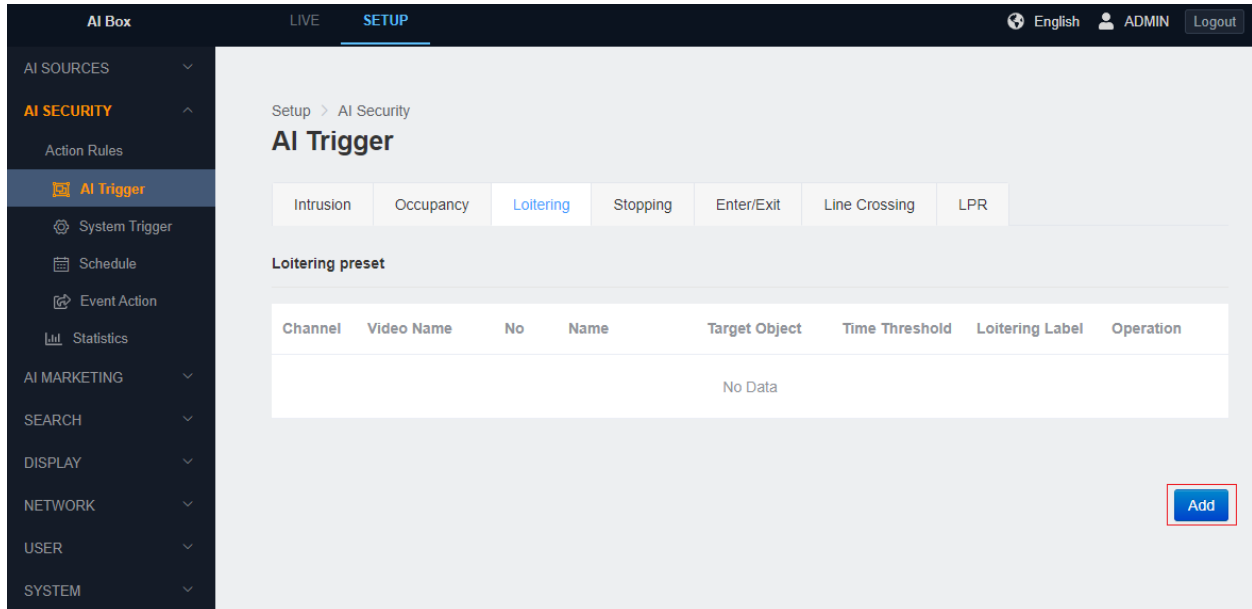 AI Box LIVE SETUP English ADMIN Logout
AI SOURCES
AI SECURITY
Action Rules
AI Trigger
System Trigger
Schedule
Event Action
Statistics
AI MARKETING
SEARCH
DISPLAY
NETWORK
USER
SYSTEM
Setup > AI Security
AI Trigger
Intrusion Occupancy Loitering Stopping Enter/Exit Line Crossing LPR
Loitering preset
Channel Video Name No Name Target Object Time Threshold Loitering Label Operation
No Data
Add